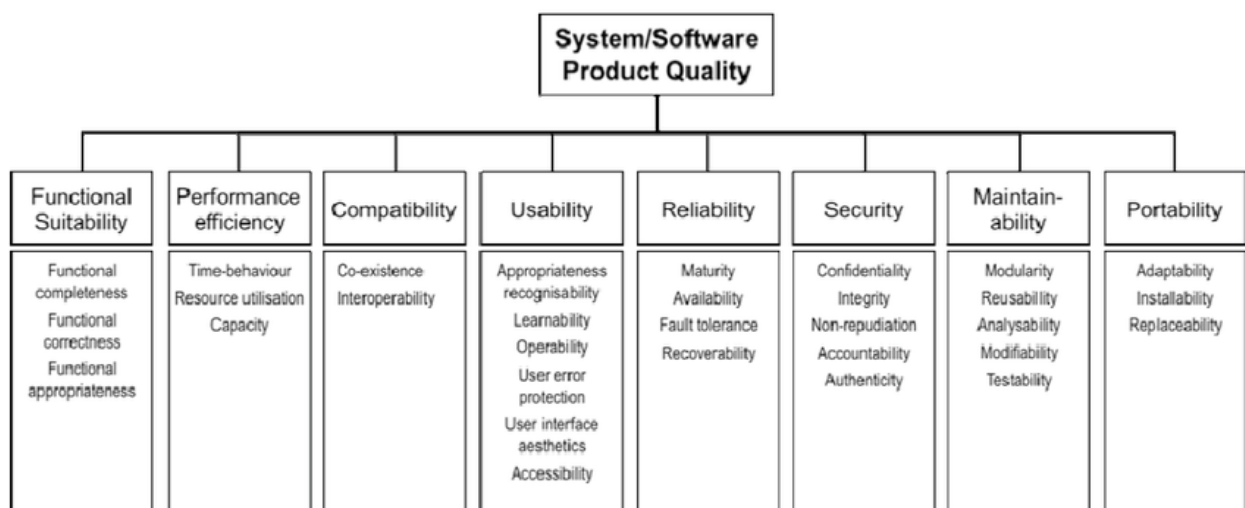 System/Software
Product Quality
Functional
Suitability
Performance
efficiency
Compatibility
Usability
Reliability
Security
Maintain-
ability
Portability
Functional
completeness
Functional
correctness
Functional
appropriateness
Time-behaviour
Resource utilisation
Capacity
Co-existence
Interoperability
Appropriateness
recognisability
Learnability
Operability
User error
protection
User interface
aesthetics
Accessibility
Maturity
Availability
Fault tolerance
Recoverability
Confidentiality
Integrity
Non-repudiation
Accountability
Authenticity
Modularity
Reusability
Analysability
Modifiability
Testability
Adaptability
Installability
Replaceability